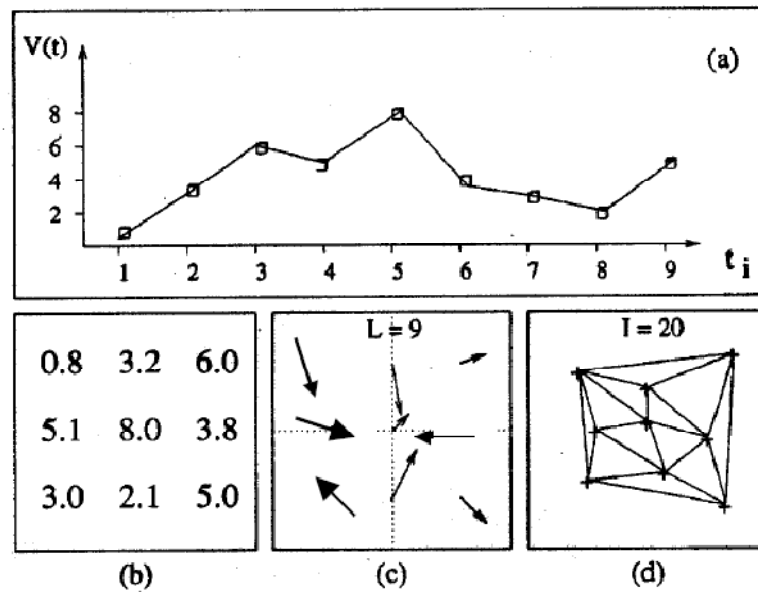 V(t)
(a)
8
6
4
2
1 2 3 4 5 6 7 8 9 t i
0.8 3.2 6.0
5.1 8.0 3.8
3.0 2.1 5.0
L = 9
I = 20
(b) (c) (d)